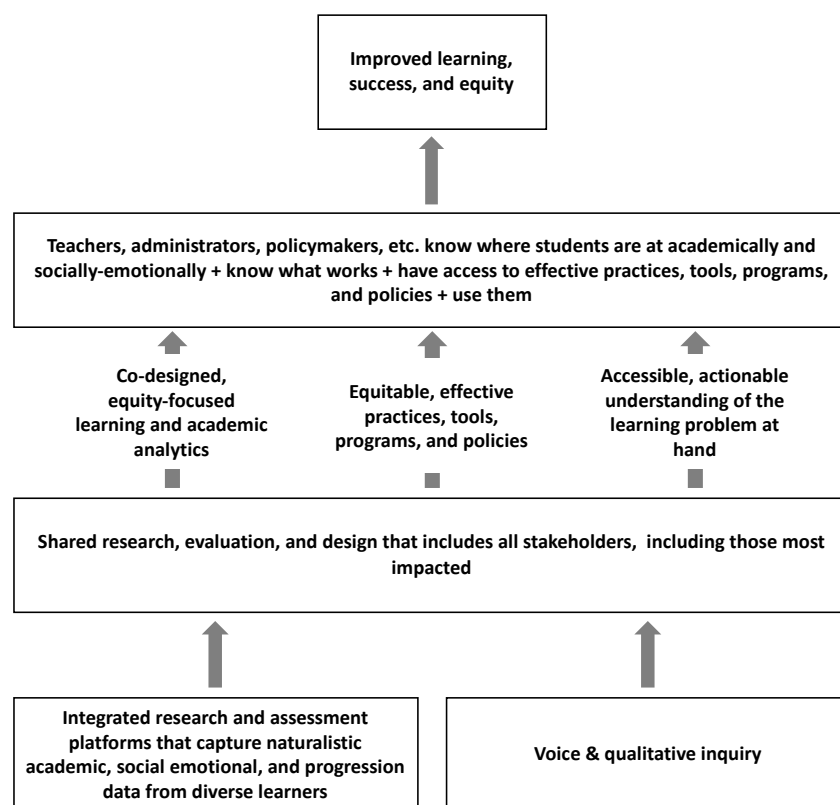 Improved learning,
success, and equity
Teachers, administrators, policymakers, etc. know where students are at academically and
socially-emotionally + know what works + have access to effective practices, tools, programs,
and policies + use them
Co-designed,
equity-focused
learning and academic
analytics
Equitable, effective
practices, tools,
programs, and policies
Accessible, actionable
understanding of the
learning problem at
hand
Shared research, evaluation, and design that includes all stakeholders,  including those most
impacted
Integrated research and assessment
platforms that capture naturalistic
academic, social emotional, and progression
data from diverse learners
Voice & qualitative inquiry